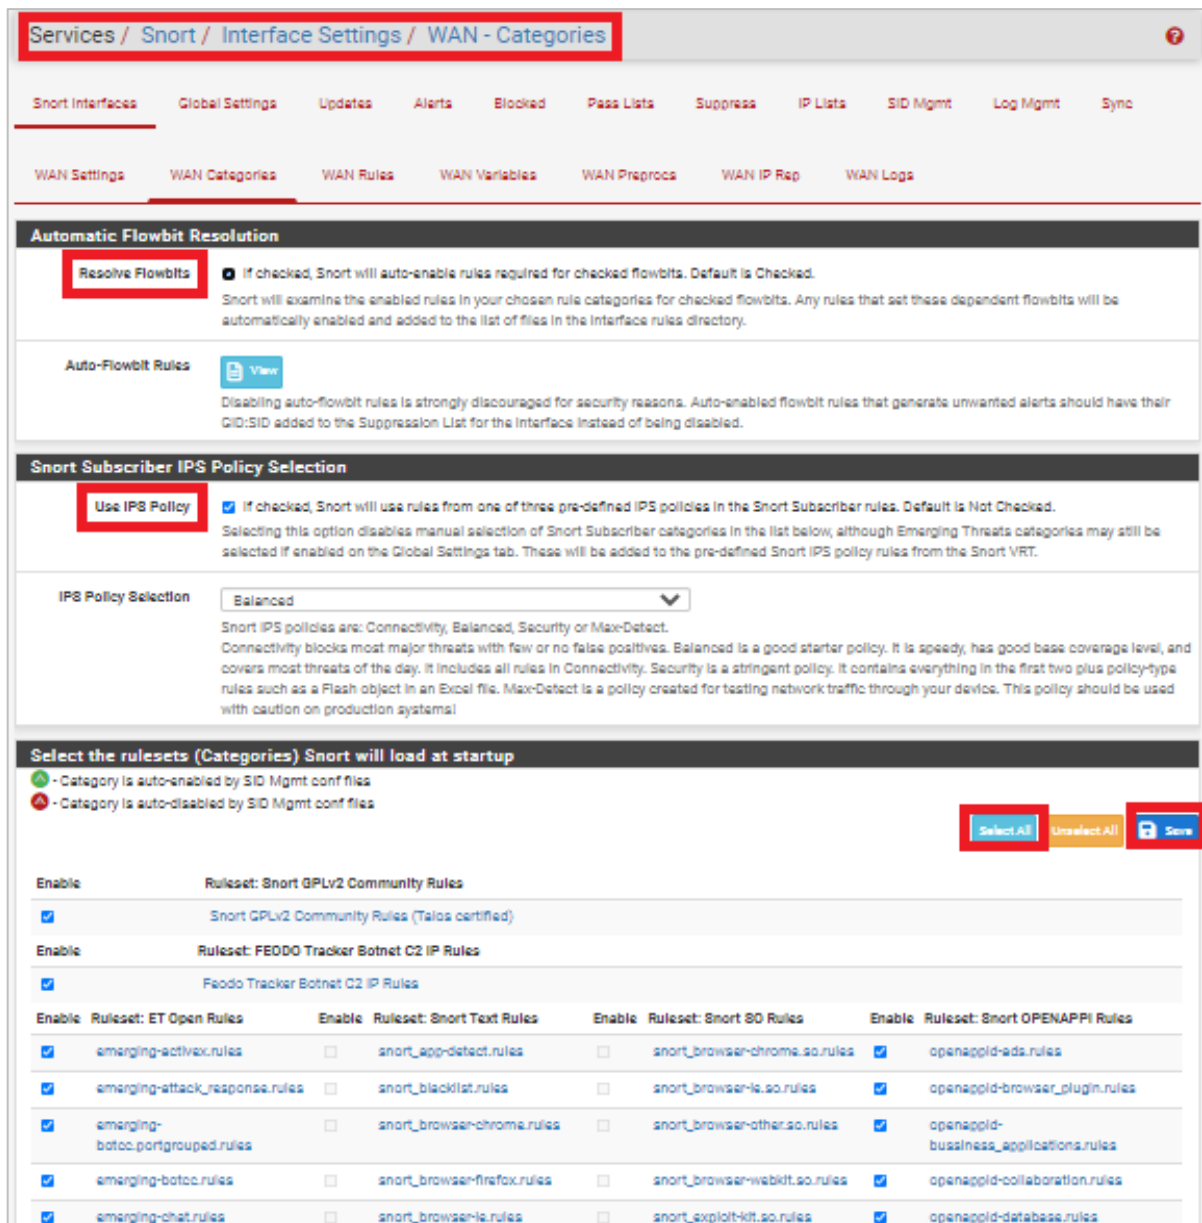 Services / Snort / Interface Settings / WAN - Categories
Snort Interfaces Global Settings Updates Alerts Blocked Pass Lists Suppress IP Lists SID Mgmt Log Mgmt Sync
WAN Settings WAN Categories WAN Rules WAN Variables WAN Preprocs WAN IP Rep WAN Logs
Automatic Flowbit Resolution
Resolve Flowbits If checked, Snort will auto-enable rules required for checked flowbits. Default is Checked.
Snort will examine the enabled rules in your chosen rule categories for checked flowbits. Any rules that set these dependent flowbits will be
automatically enabled and added to the list of files in the interface rules directory.
Auto-Flowbit Rules View
Disabling auto-flowbit rules is strongly discouraged for security reasons. Auto-enabled flowbit rules that generate unwanted alerts should have their
GID:SID added to the Suppression List for the interface instead of being disabled.
Snort Subscriber IPS Policy Selection
Use IPS Policy If checked, Snort will use rules from one of three pre-defined IPS policies in the Snort Subscriber rules. Default is Not Checked.
Selecting this option disables manual selection of Snort Subscriber categories in the list below, although Emerging Threats categories may still be
selected if enabled on the Global Settings tab. These will be added to the pre-defined Snort IPS policy rules from the Snort VRT.
IPS Policy Selection Balanced
Snort IPS policies are: Connectivity, Balanced, Security or Max-Detect.
Connectivity blocks most major threats with few or no false positives. Balanced is a good starter policy. It is speedy, has good base coverage level, and
covers most threats of the day. It includes all rules in Connectivity. Security is a stringent policy. It contains everything in the first two plus policy-type
rules such as a Flash object in an Excel file. Max-Detect is a policy created for testing network traffic through your device. This policy should be used
with caution on production systems!
Select the rulesets (Categories) Snort will load at startup
- Category is auto-enabled by SID Mgmt conf files
- Category is auto-disabled by SID Mgmt conf files
Select All Unselect All Save
Enable Ruleset: Snort GPLv2 Community Rules
Snort GPLv2 Community Rules (Talos certified)
Enable Ruleset: FEODO Tracker Botnet C2 IP Rules
Feodo Tracker Botnet C2 IP Rules
Enable Ruleset: ET Open Rules Enable Ruleset: Snort Text Rules Enable Ruleset: Snort SO Rules Enable Ruleset: Snort OPENAPPI Rules
emerging-activex.rules snort_app-detect.rules snort_browser-chrome.so.rules openappid-ads.rules
emerging-attack_response.rules snort_blacklist.rules snort_browser-ie.so.rules openappid-browser_plugin.rules
emerging- snort_browser-chrome.rules snort_browser-other.so.rules openappid-
botcc.portgrouped.rules bussiness_applications.rules
emerging-botcc.rules snort_browser-firefox.rules snort_browser-webkit.so.rules openappid-collaboration.rules
emerging-chat.rules snort_browser-ie.rules snort_exploit-kit.so.rules openappid-database.rules